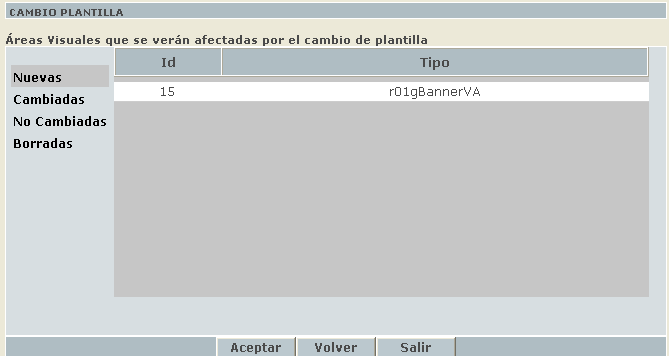 CAMBIO PLANTILLA
Áreas Visuales que se verán afectadas por el cambio de plantilla
Id Tipo
Nuevas
15 r01gBannerVA
Cambiadas
No Cambiadas
Borradas
Aceptar Volver Salir